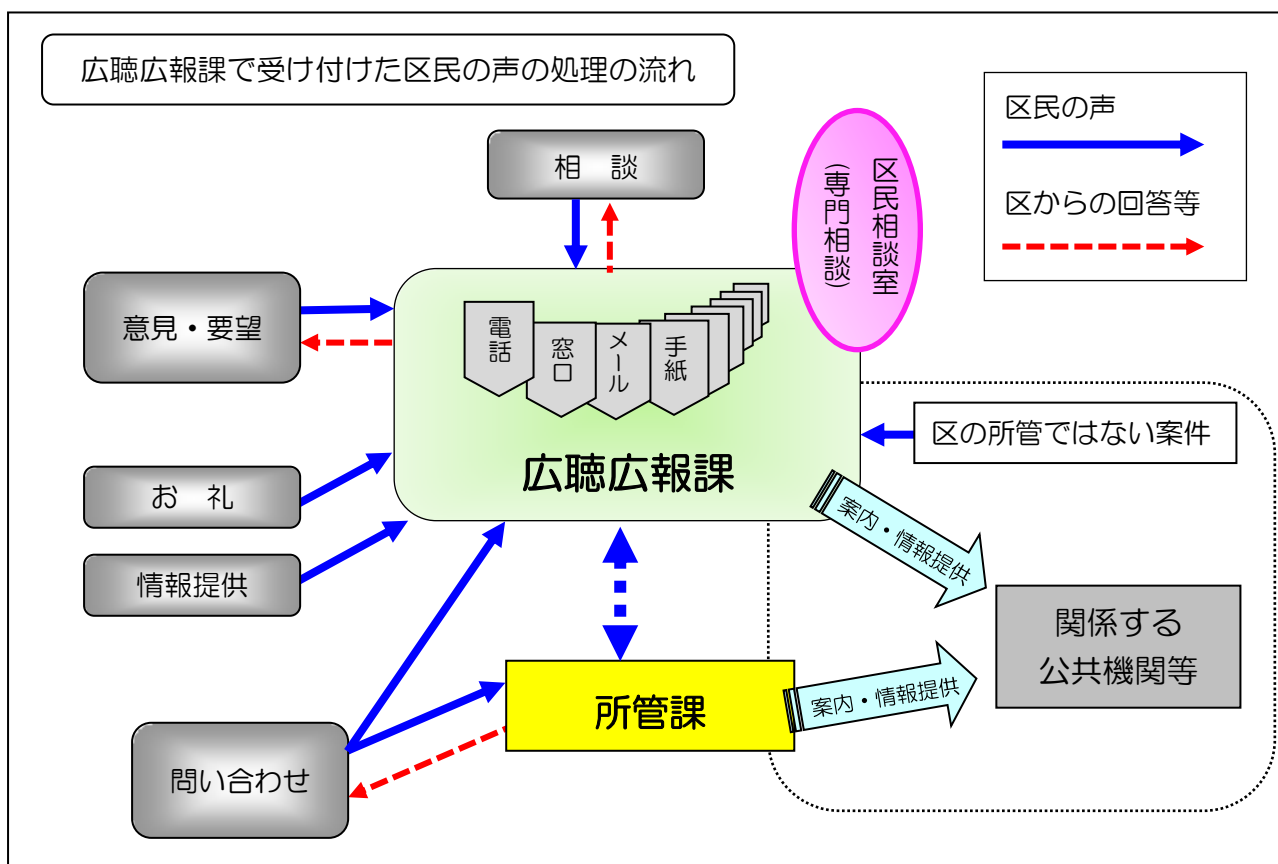 広聴広報課で受け付けた区民の声の処理の流れ
区民の声
区からの回答等
相　談
区民相談室
(専門相談)
意見・要望
電話
窓口
メール
手紙
広聴広報課
区の所管ではない案件
お　礼
情報提供
案内・情報提供
関係する
公共機関等
所管課
案内・情報提供
問い合わせ